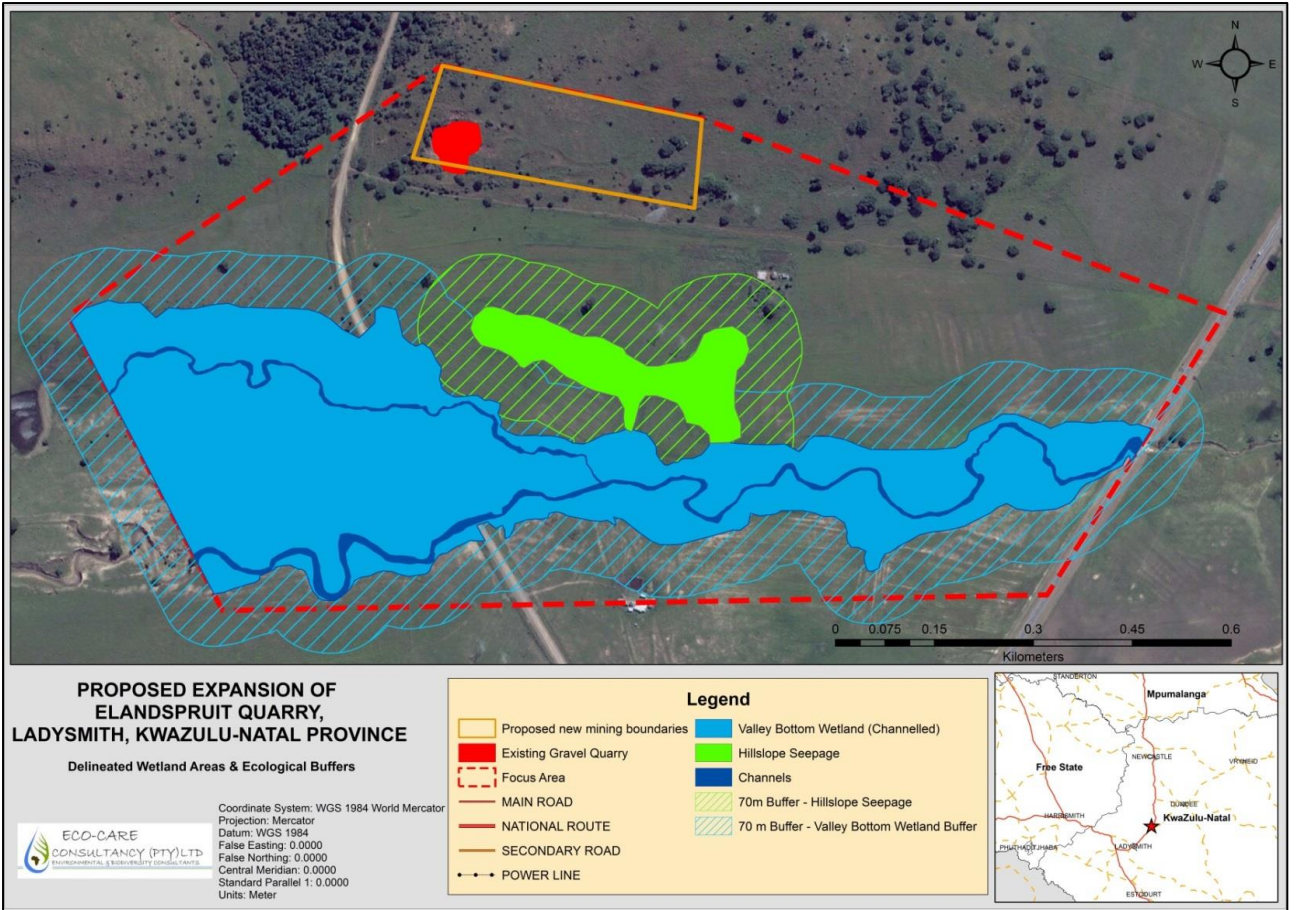 N
W E
S
0 0.075 0.15 0.3 0.45 0.6
Kilometers
PROPOSED EXPANSION OF
ELANDSPRUIT QUARRY,
LADYSMITH, KWAZULU-NATAL PROVINCE
Delineated Wetland Areas & Ecological Buffers
Coordinate System: WGS 1984 World Mercator
Projection: Mercator
Datum: WGS 1984
False Easting: 0.0000
False Northing: 0.0000
Central Meridian: 0.0000
Standard Parallel 1: 0.0000
Units: Meter
ECO-CARE
CONSULTANCY (PTY)LTD
ENVIRONMENTAL & BIODIVERSITY CONSULTANTS
Legend
Proposed new mining boundaries
Existing Gravel Quarry
Focus Area
MAIN ROAD
NATIONAL ROUTE
SECONDARY ROAD
POWER LINE
Valley Bottom Wetland (Channelled)
Hillslope Seepage
Channels
70m Buffer - Hillslope Seepage
70 m Buffer - Valley Bottom Wetland Buffer
STANDERTON
Mpumalanga
NEWCASTLE
VRYHEID
Free State
DUNDEE
HARRISMITH
KwaZulu-Natal
PHUTHADITJHABA
LADYSMITH
ESTCOURT